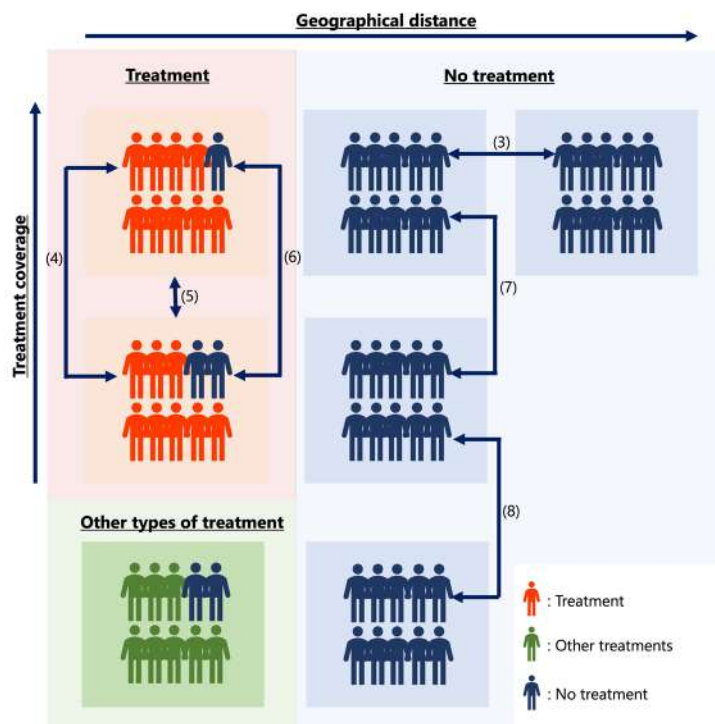 Geographical distance
Treatment
No treatment
Treatment coverage
(3)
(4)
(5)
(6)
(7)
(8)
Other types of treatment
: Treatment
: Other treatments
: No treatment